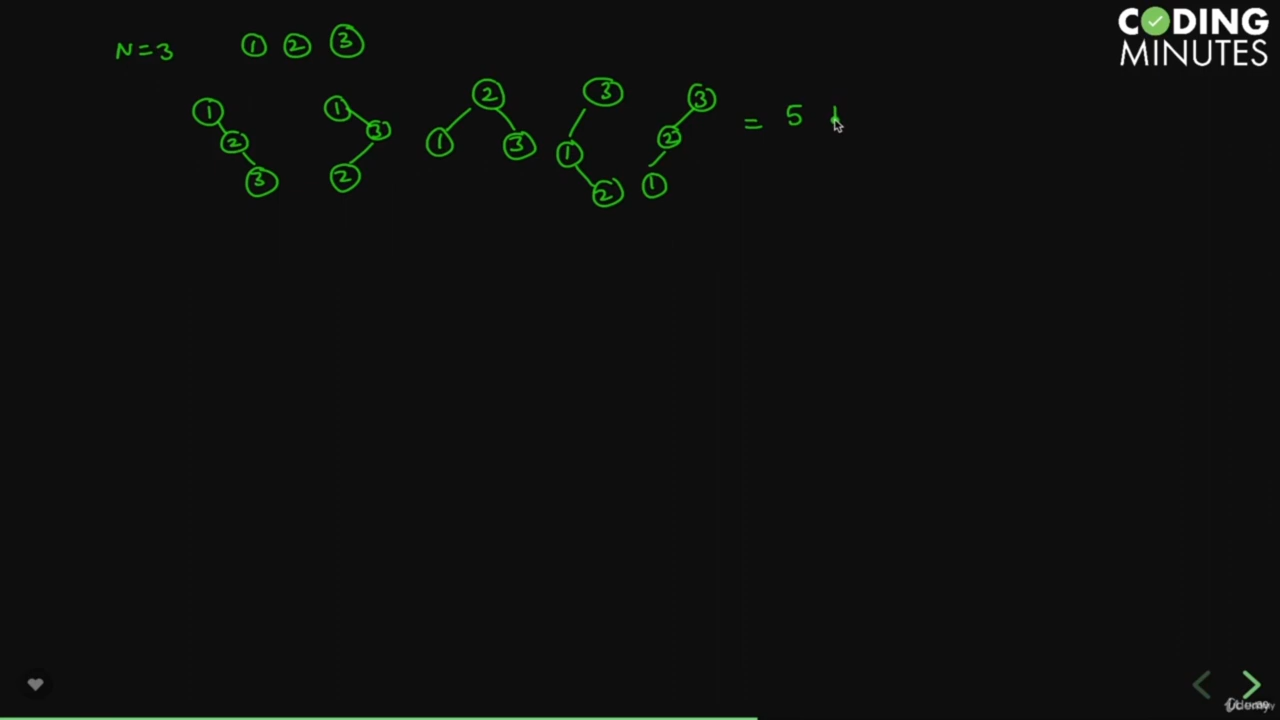 CODING
MINUTES
N=3 1 2 3
1 1 2 3 3
2 3 1 3 1 2
3 2 2 1
= 5
Udemy